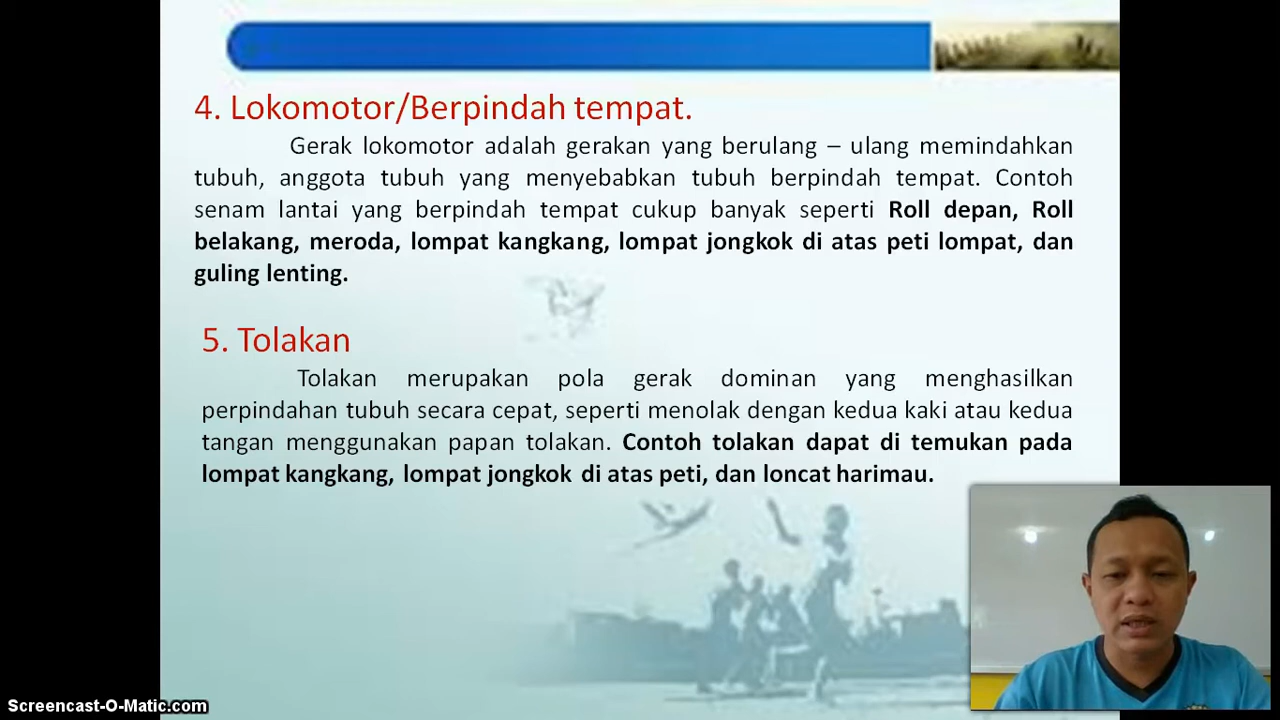 4. Lokomotor/Berpindah tempat.
Gerak lokomotor adalah gerakan yang berulang – ulang memindahkan
tubuh, anggota tubuh yang menyebabkan tubuh berpindah tempat. Contoh
senam lantai yang berpindah tempat cukup banyak seperti Roll depan, Roll
belakang, meroda, lompat kangkang, lompat jongkok di atas peti lompat, dan
guling lenting.
5. Tolakan
Tolakan merupakan pola gerak dominan yang menghasilkan
perpindahan tubuh secara cepat, seperti menolak dengan kedua kaki atau kedua
tangan menggunakan papan tolakan. Contoh tolakan dapat di temukan pada
lompat kangkang, lompat jongkok di atas peti, dan loncat harimau.
Screencast-O-Matic.com